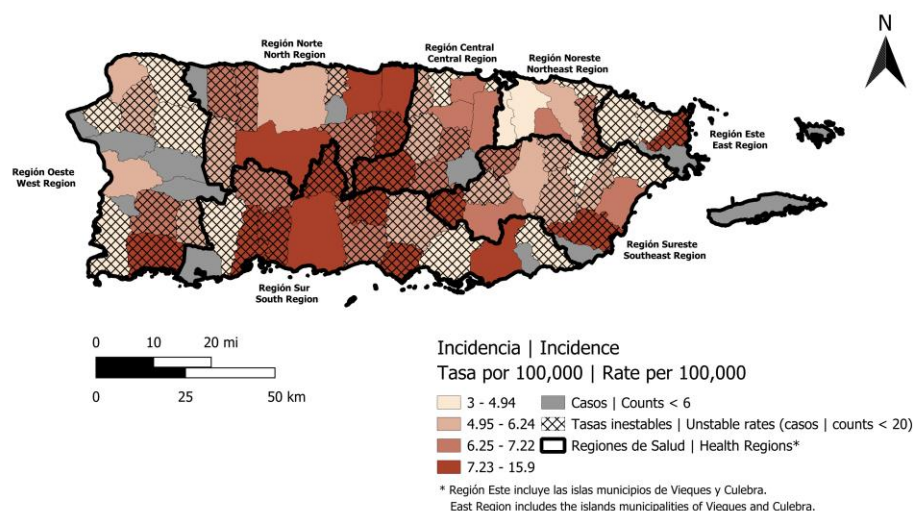 N
Región Norte
North Region
Región Central
Central Region
Región Noreste
Northeast Region
Región Este
East Region
Región Oeste
West Region
Región Sureste
Southeast Region
Región Sur
South Region
0 10 20 mi
0 25 50 km
Incidencia | Incidence
Tasa por 100,000 | Rate per 100,000
3 - 4.94
4.95 - 6.24
6.25 - 7.22
7.23 - 15.9
Casos | Counts < 6
Tasas inestables | Unstable rates (casos | counts < 20)
Regiones de Salud | Health Regions*
* Región Este incluye las islas municipios de Vieques y Culebra.
East Region includes the islands municipalities of Vieques and Culebra.